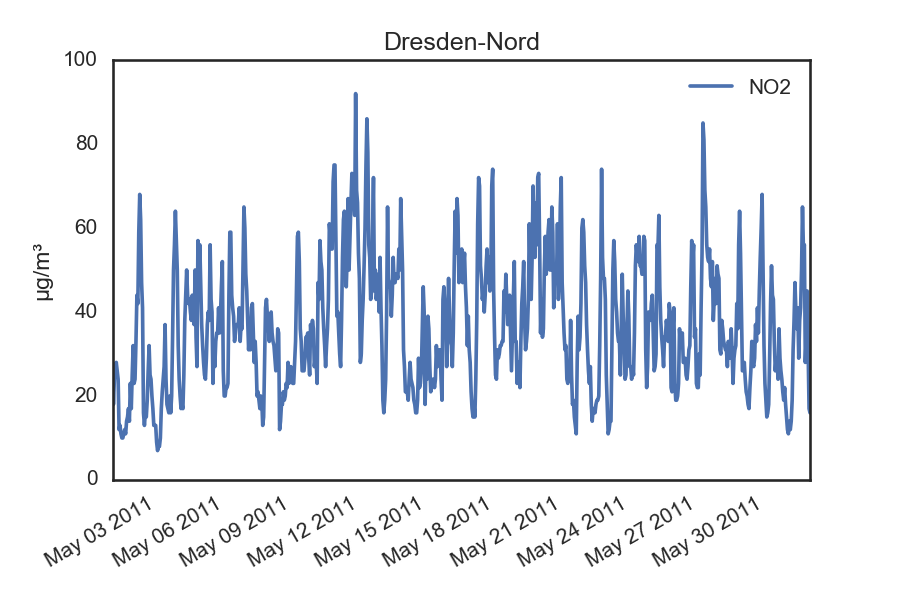 Dresden-Nord
100
80
60
40
20
0
µg/m³
NO2
May 03 2011
May 06 2011
May 09 2011
May 12 2011
May 15 2011
May 18 2011
May 21 2011
May 24 2011
May 27 2011
May 30 2011